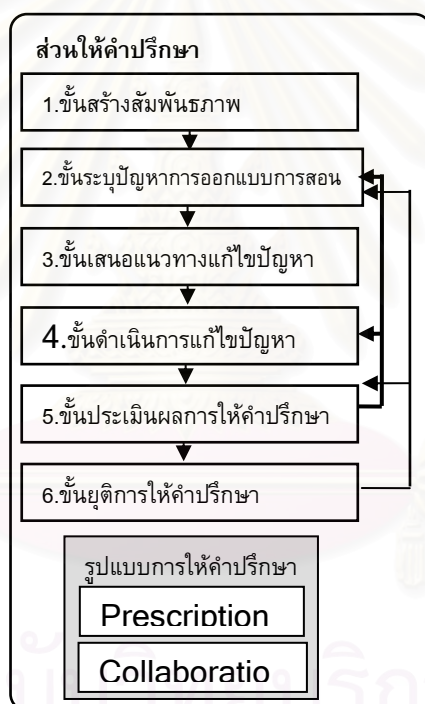 ส่วนให้คำปรึกษา
1.ขั้นสร้างสัมพันธภาพ
2.ขั้นระบุปัญหาการออกแบบการสอน
3.ขั้นเสนอแนวทางแก้ไขปัญหา
4.ขั้นดำเนินการแก้ไขปัญหา
5.ขั้นประเมินผลการให้คำปรึกษา
6.ขั้นยุติการให้คำปรึกษา
รูปแบบการให้คำปรึกษา
Prescription
Collaboratio